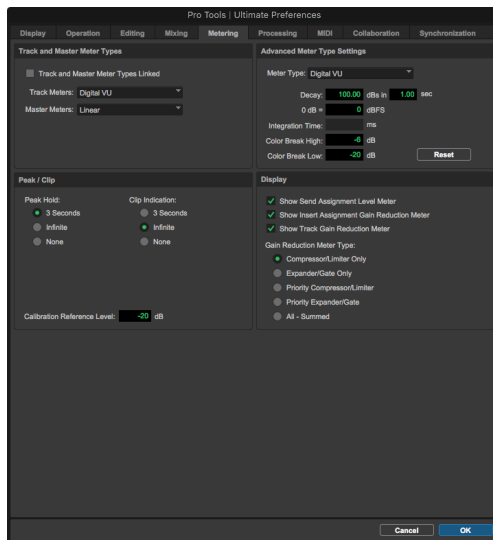 Pro Tools | Ultimate Preferences
Display Operation Editing Mixing Metering Processing MIDI Collaboration Synchronization
Track and Master Meter Types
Track and Master Meter Types Linked
Track Meters: Digital VU
Master Meters: Linear
Advanced Meter Type Settings
Meter Type: Digital VU
Decay: 100.00 dBs in 1.00 sec
0 dB = 0 dBFS
Integration Time: ms
Color Break High: -6 dB
Color Break Low: -20 dB Reset
Peak / Clip
Peak Hold: Clip Indication:
3 Seconds 3 Seconds
Infinite Infinite
None None
Calibration Reference Level: -20 dB
Display
Show Send Assignment Level Meter
Show Insert Assignment Gain Reduction Meter
Show Track Gain Reduction Meter
Gain Reduction Meter Type:
Compressor/Limiter Only
Expander/Gate Only
Priority Compressor/Limiter
Priority Expander/Gate
All - Summed
Cancel OK